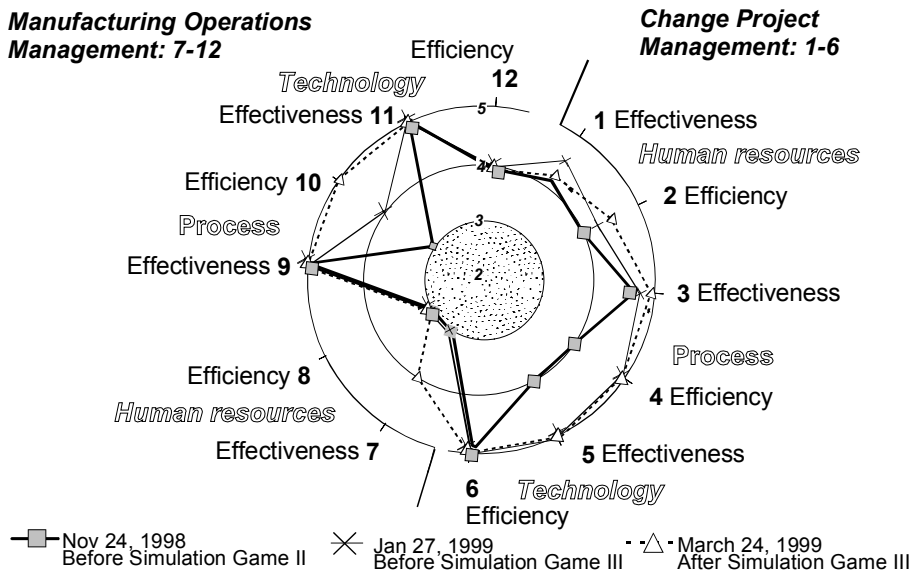 Manufacturing Operations
Management: 7-12
Change Project
Management: 1-6
Efficiency
12
Technology
Effectiveness 11
5
1 Effectiveness
Human resources
4
Efficiency 10
2 Efficiency
Process
3
Effectiveness 9
2
3 Effectiveness
Process
Efficiency 8
4 Efficiency
Human resources
Effectiveness 7
5 Effectiveness
6
Technology
Efficiency
Nov 24, 1998
Before Simulation Game II
Jan 27, 1999
Before Simulation Game III
March 24, 1999
After Simulation Game III